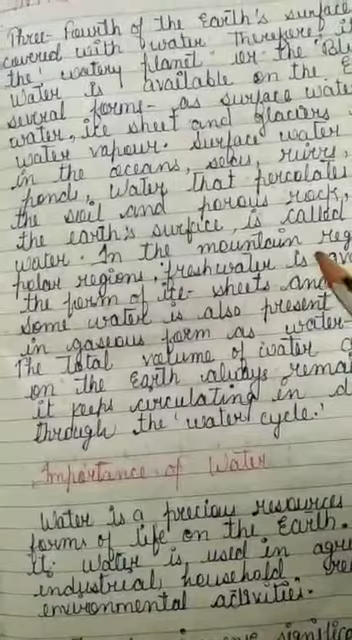 Three-Fourth of the Earth's surface
covered with water. Therefore it
the 'watery planit' or the "Blu
Water is available on the E
several forms- as surface wate
water, ice sheet and glaciers
water vapour. Surface water
in the oceans, seas, rivirs,
ponds, Water that percolates
the soil and porous rock,
the earth's surface, is called
water. In the mountain reg
polar regions, freshwater is ava
the form of ice- sheets and
some water is also present
in gaseous form as water-
The total volume of water
on the Earth always remai
it keeps circulating in d
through the 'water cycle.'
Importance of Water
Water is a precious resources
forms of life on the Earth.
It water is used in agri
industrial, household
environmental activities.
significa